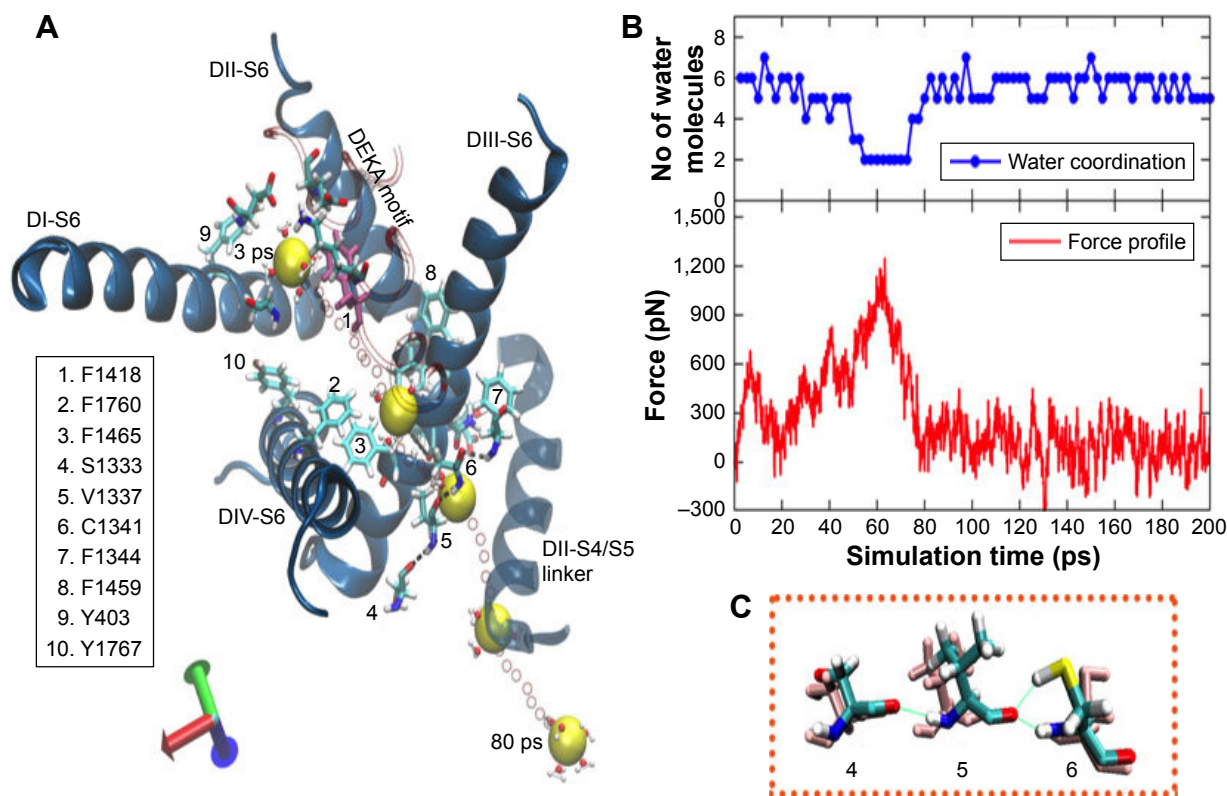 A
DII-S6
DEKA motif
DIII-S6
DI-S6
9
3 ps
8
1
10
2
7
3
6
DIV-S6
5
DII-S4/S5
linker
4
80 ps
1. F1418
2. F1760
3. F1465
4. S1333
5. V1337
6. C1341
7. F1344
8. F1459
9. Y403
10. Y1767
B
No of water
molecules
8
6
4
2
0
Water coordination
Force (pN)
1,500
1,200
900
600
300
0
–300
Force profile
0 20 40 60 80 100 120 140 160 180 200
Simulation time (ps)
C
4 5 6